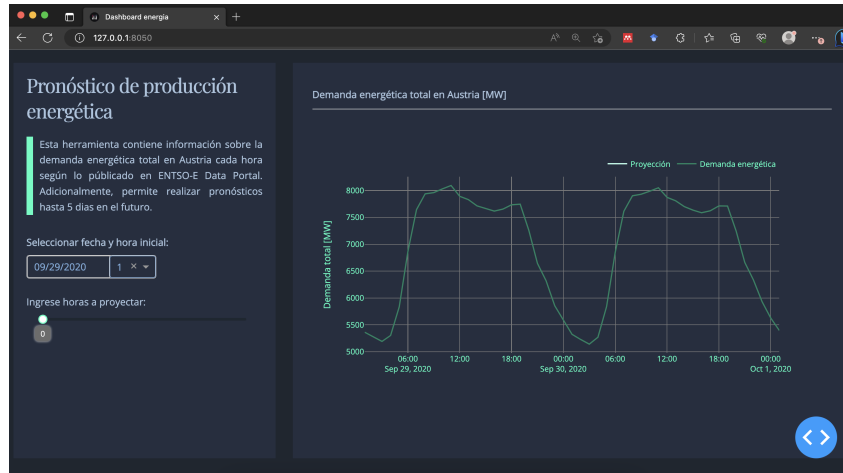 Dashboard energia
127.0.0.1:8050
Pronóstico de producción
energética
Esta herramienta contiene información sobre la
demanda energética total en Austria cada hora
según lo públicado en ENTSO-E Data Portal.
Adicionalmente, permite realizar pronósticos
hasta 5 dias en el futuro.
Seleccionar fecha y hora inicial:
09/29/2020 1
Ingrese horas a proyectar:
0
Demanda energética total en Austria [MW]
Proyección Demanda energética
Demanda total [MW]
8000
7500
7000
6500
6000
5500
5000
06:00 12:00 18:00 00:00 06:00 12:00 18:00 00:00
Sep 29, 2020 Sep 30, 2020 Oct 1, 2020